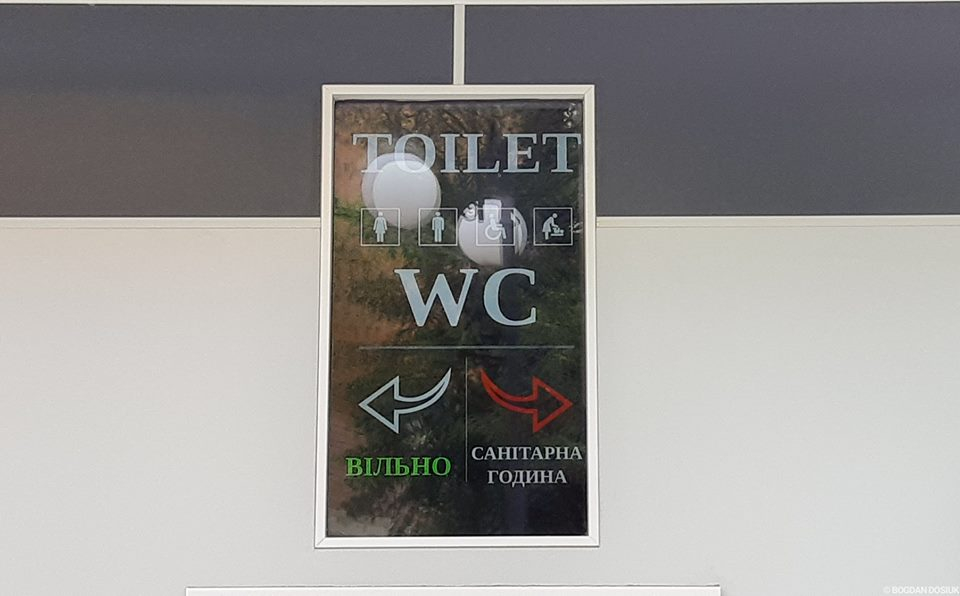 TOILET
WC
ВІЛЬНО
САНІТАРНА
ГОДИНА
© BOGDAN DOSIUK